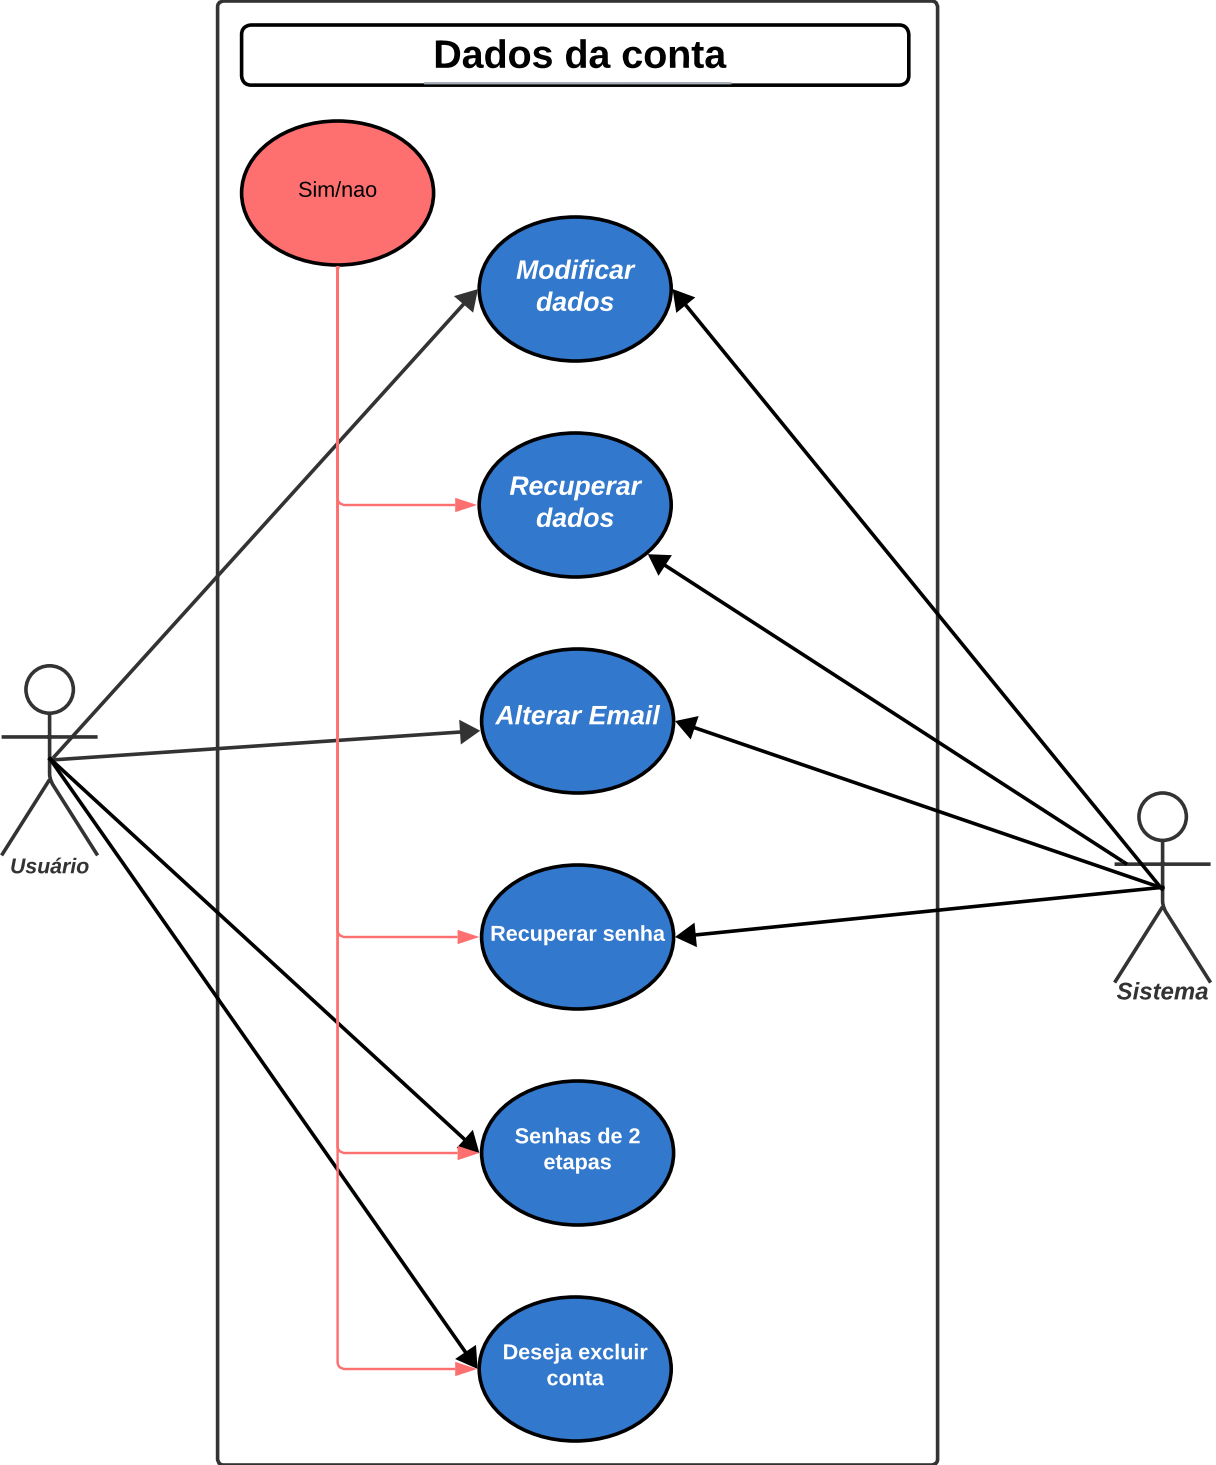 Dados da conta
Sim/nao
Modificar
dados
Recuperar
dados
Alterar Email
Usuário
Recuperar senha
Sistema
Senhas de 2
etapas
Deseja excluir
conta